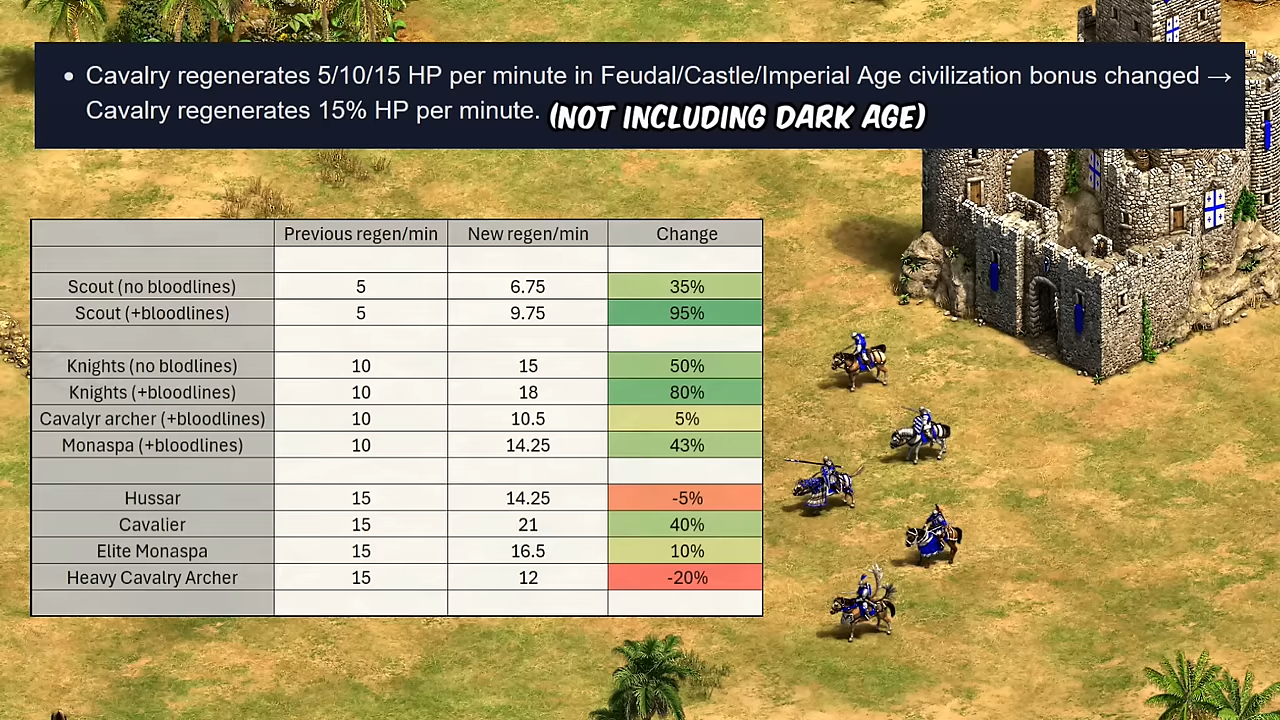 • Cavalry regenerates 5/10/15 HP per minute in Feudal/Castle/Imperial Age civilization bonus changed →
Cavalry regenerates 15% HP per minute. (NOT INCLUDING DARK AGE)
Previous regen/min New regen/min Change
Scout (no bloodlines) 5 6.75 35%
Scout (+bloodlines) 5 9.75 95%
Knights (no blodlines) 10 15 50%
Knights (+bloodlines) 10 18 80%
Cavalyr archer (+bloodlines) 10 10.5 5%
Monaspa (+bloodlines) 10 14.25 43%
Hussar 15 14.25 -5%
Cavalier 15 21 40%
Elite Monaspa 15 16.5 10%
Heavy Cavalry Archer 15 12 -20%